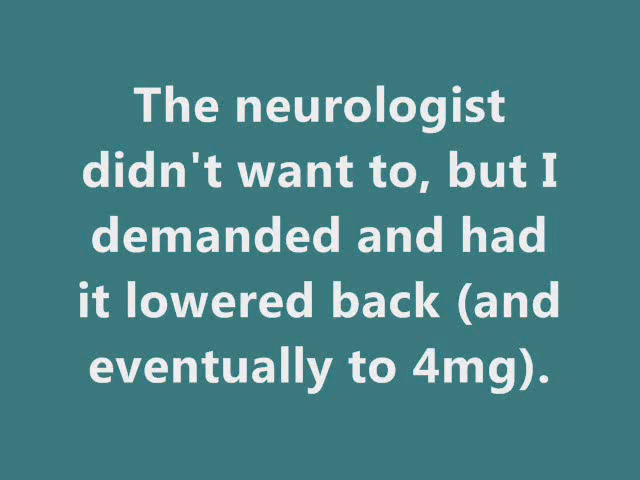 The neurologist
didn't want to, but I
demanded and had
it lowered back (and
eventually to 4mg).